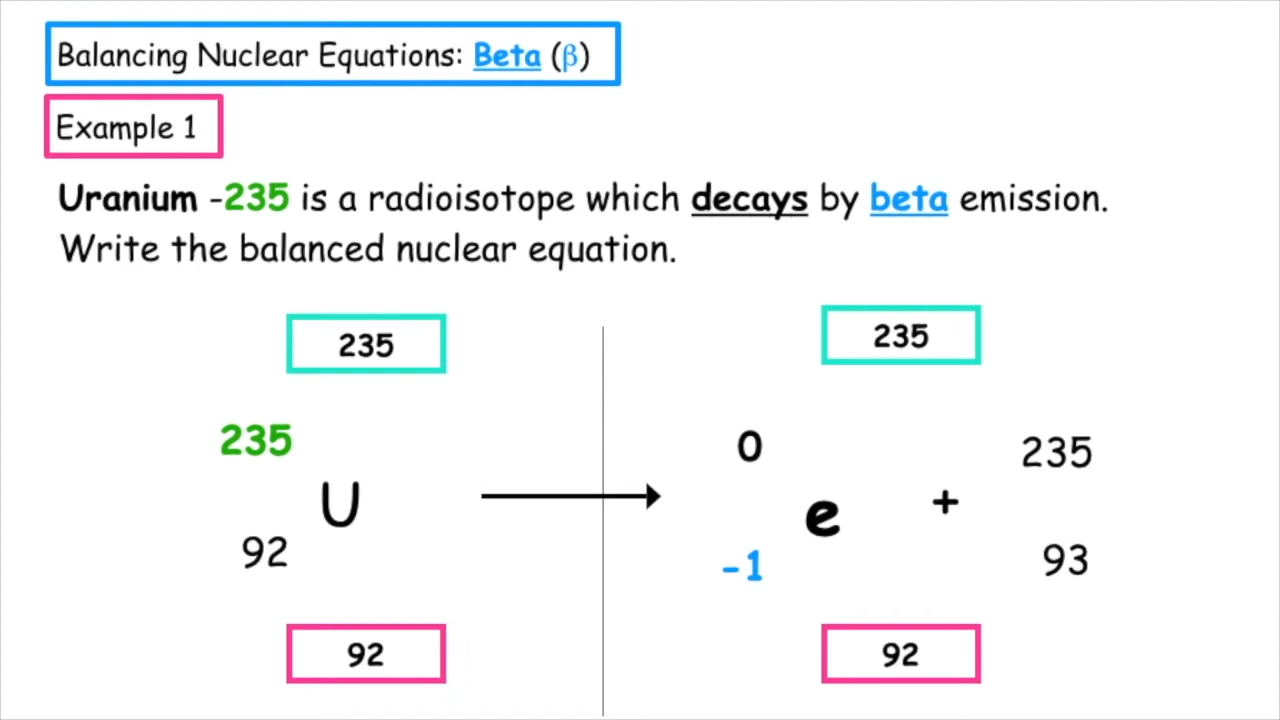 Balancing Nuclear Equations: Beta (β)
Example 1
Uranium -235 is a radioisotope which decays by beta emission.
Write the balanced nuclear equation.
235 235
235 0 235
U e +
92 -1 93
92 92